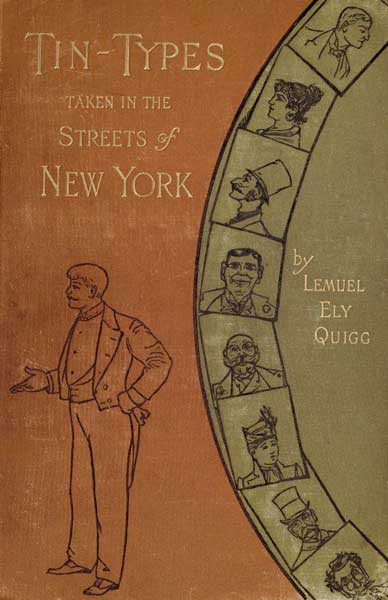 TIN-TYPES
TAKEN IN THE
STREETS of
NEW YORK
by
LEMUEL
ELY
QUIGG